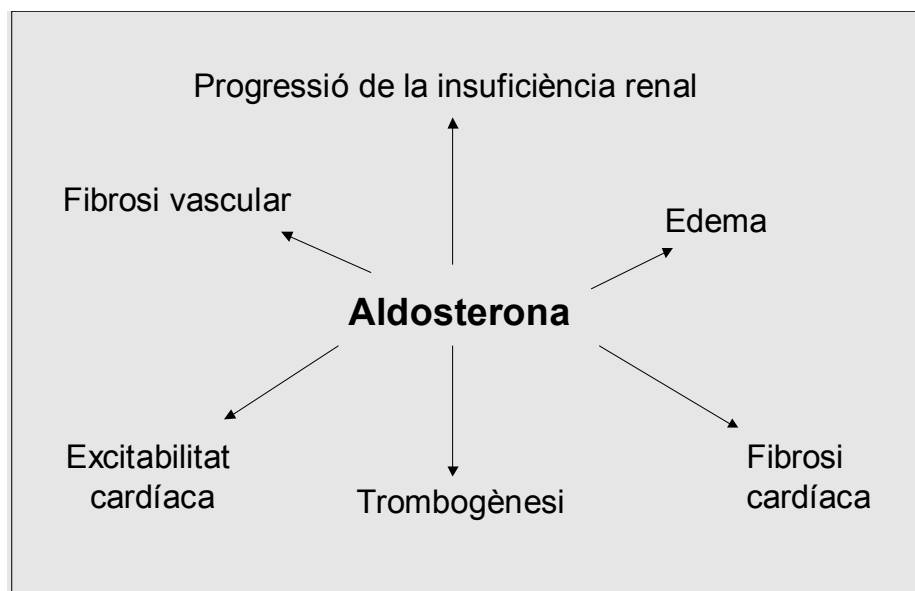 Progressió de la insuficiència renal
Fibrosi vascular
Edema
Aldosterona
Excitabilitat
cardíaca
Trombogènesi
Fibrosi
cardíaca